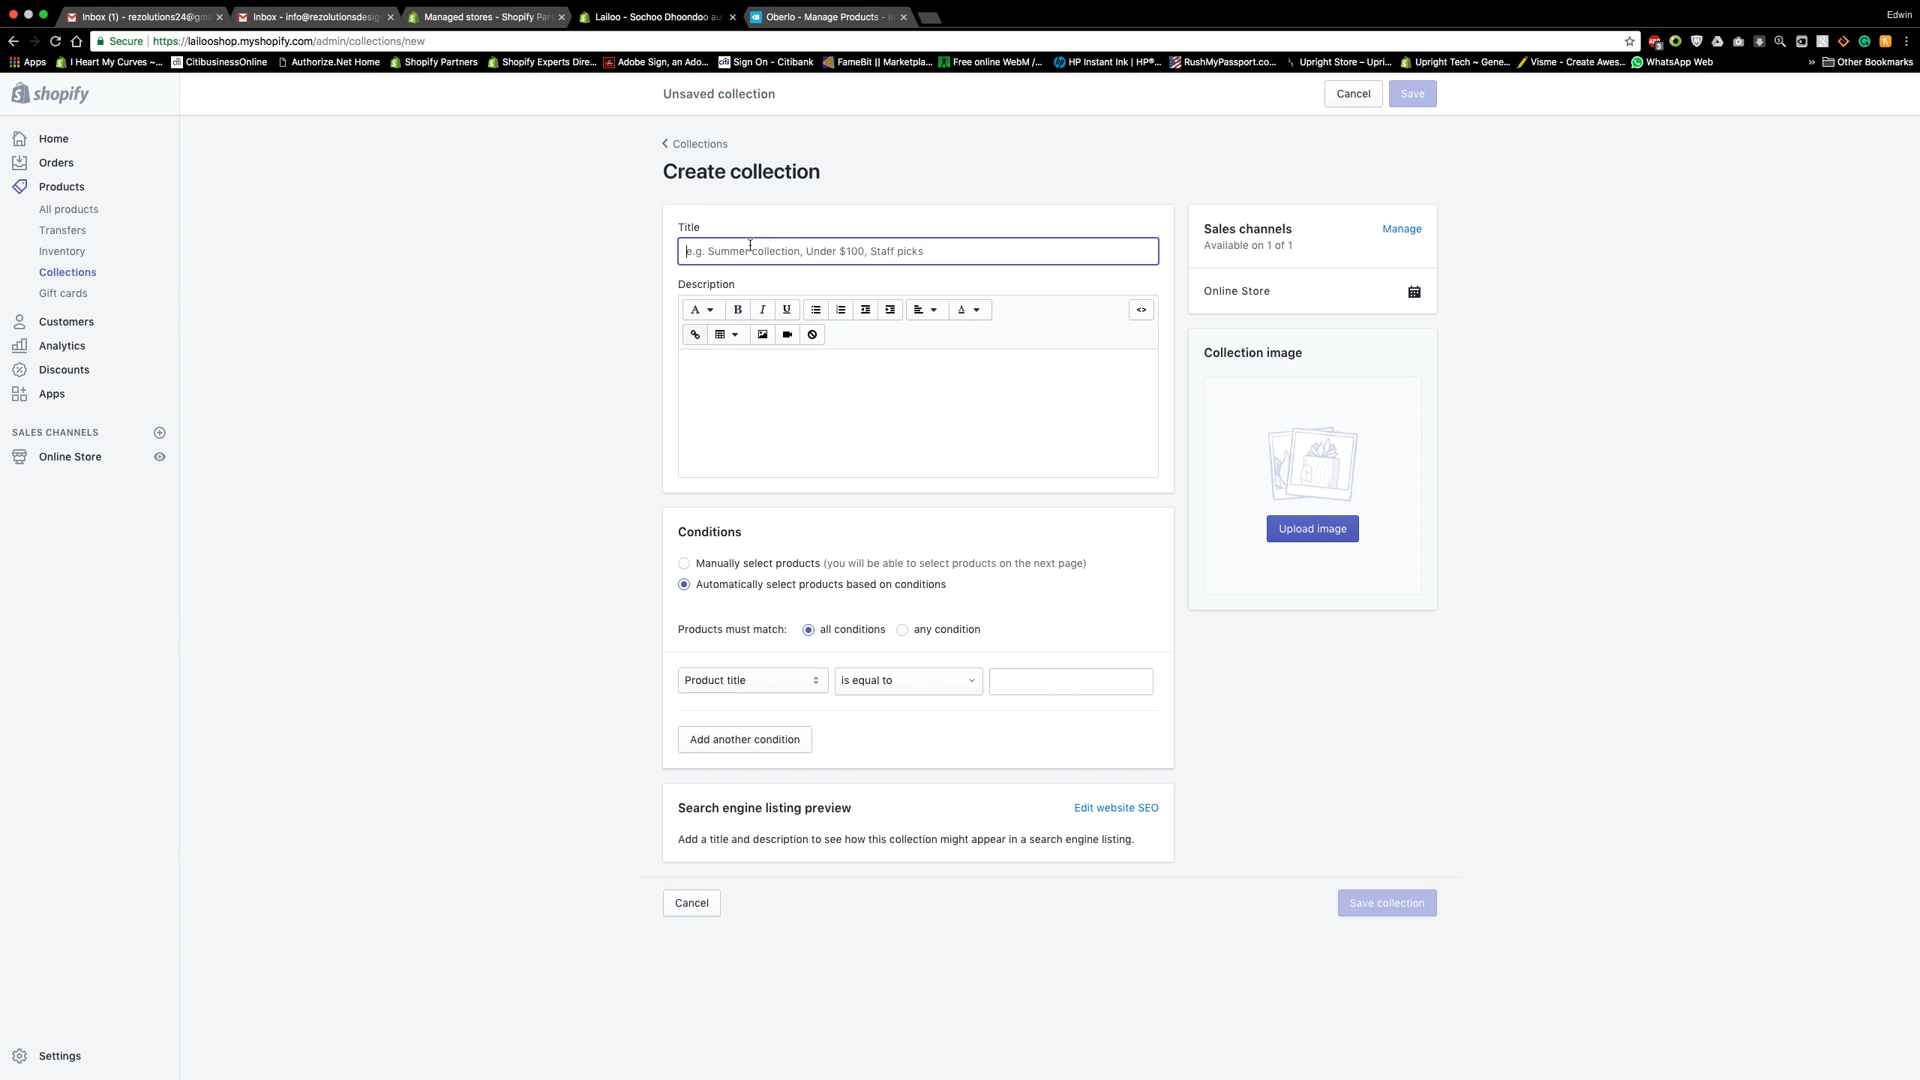 Inbox (1) - rezolutions24@gm
Inbox - info@rezolutionsdesig
Managed stores - Shopify Par
Lailoo - Sochoo Dhoondoo au
Oberlo - Manage Products - I
Edwin
Secure
https://lailooshop.myshopify.com/admin/collections/new
Apps
I Heart My Curves ~...
CitibusinessOnline
Authorize.Net Home
Shopify Partners
Shopify Experts Dire...
Adobe Sign, an Ado...
Sign On - Citibank
FameBit || Marketpla...
Free online WebM /...
HP Instant Ink | HP®...
RushMyPassport.co...
Upright Store – Upri...
Upright Tech ~ Gene...
Visme - Create Awes...
WhatsApp Web
»
Other Bookmarks
shopify
Unsaved collection
Cancel
Save
Home
Orders
Products
All products
Transfers
Inventory
Collections
Gift cards
Customers
Analytics
Discounts
Apps
SALES CHANNELS
Online Store
Settings
Collections
Create collection
Title
e.g. Summer collection, Under $100, Staff picks
Description
A
B
I
U
A
<>
Conditions
Manually select products (you will be able to select products on the next page)
Automatically select products based on conditions
Products must match:
all conditions
any condition
Product title
is equal to
Add another condition
Search engine listing preview
Edit website SEO
Add a title and description to see how this collection might appear in a search engine listing.
Cancel
Save collection
Sales channels
Manage
Available on 1 of 1
Online Store
Collection image
Upload image